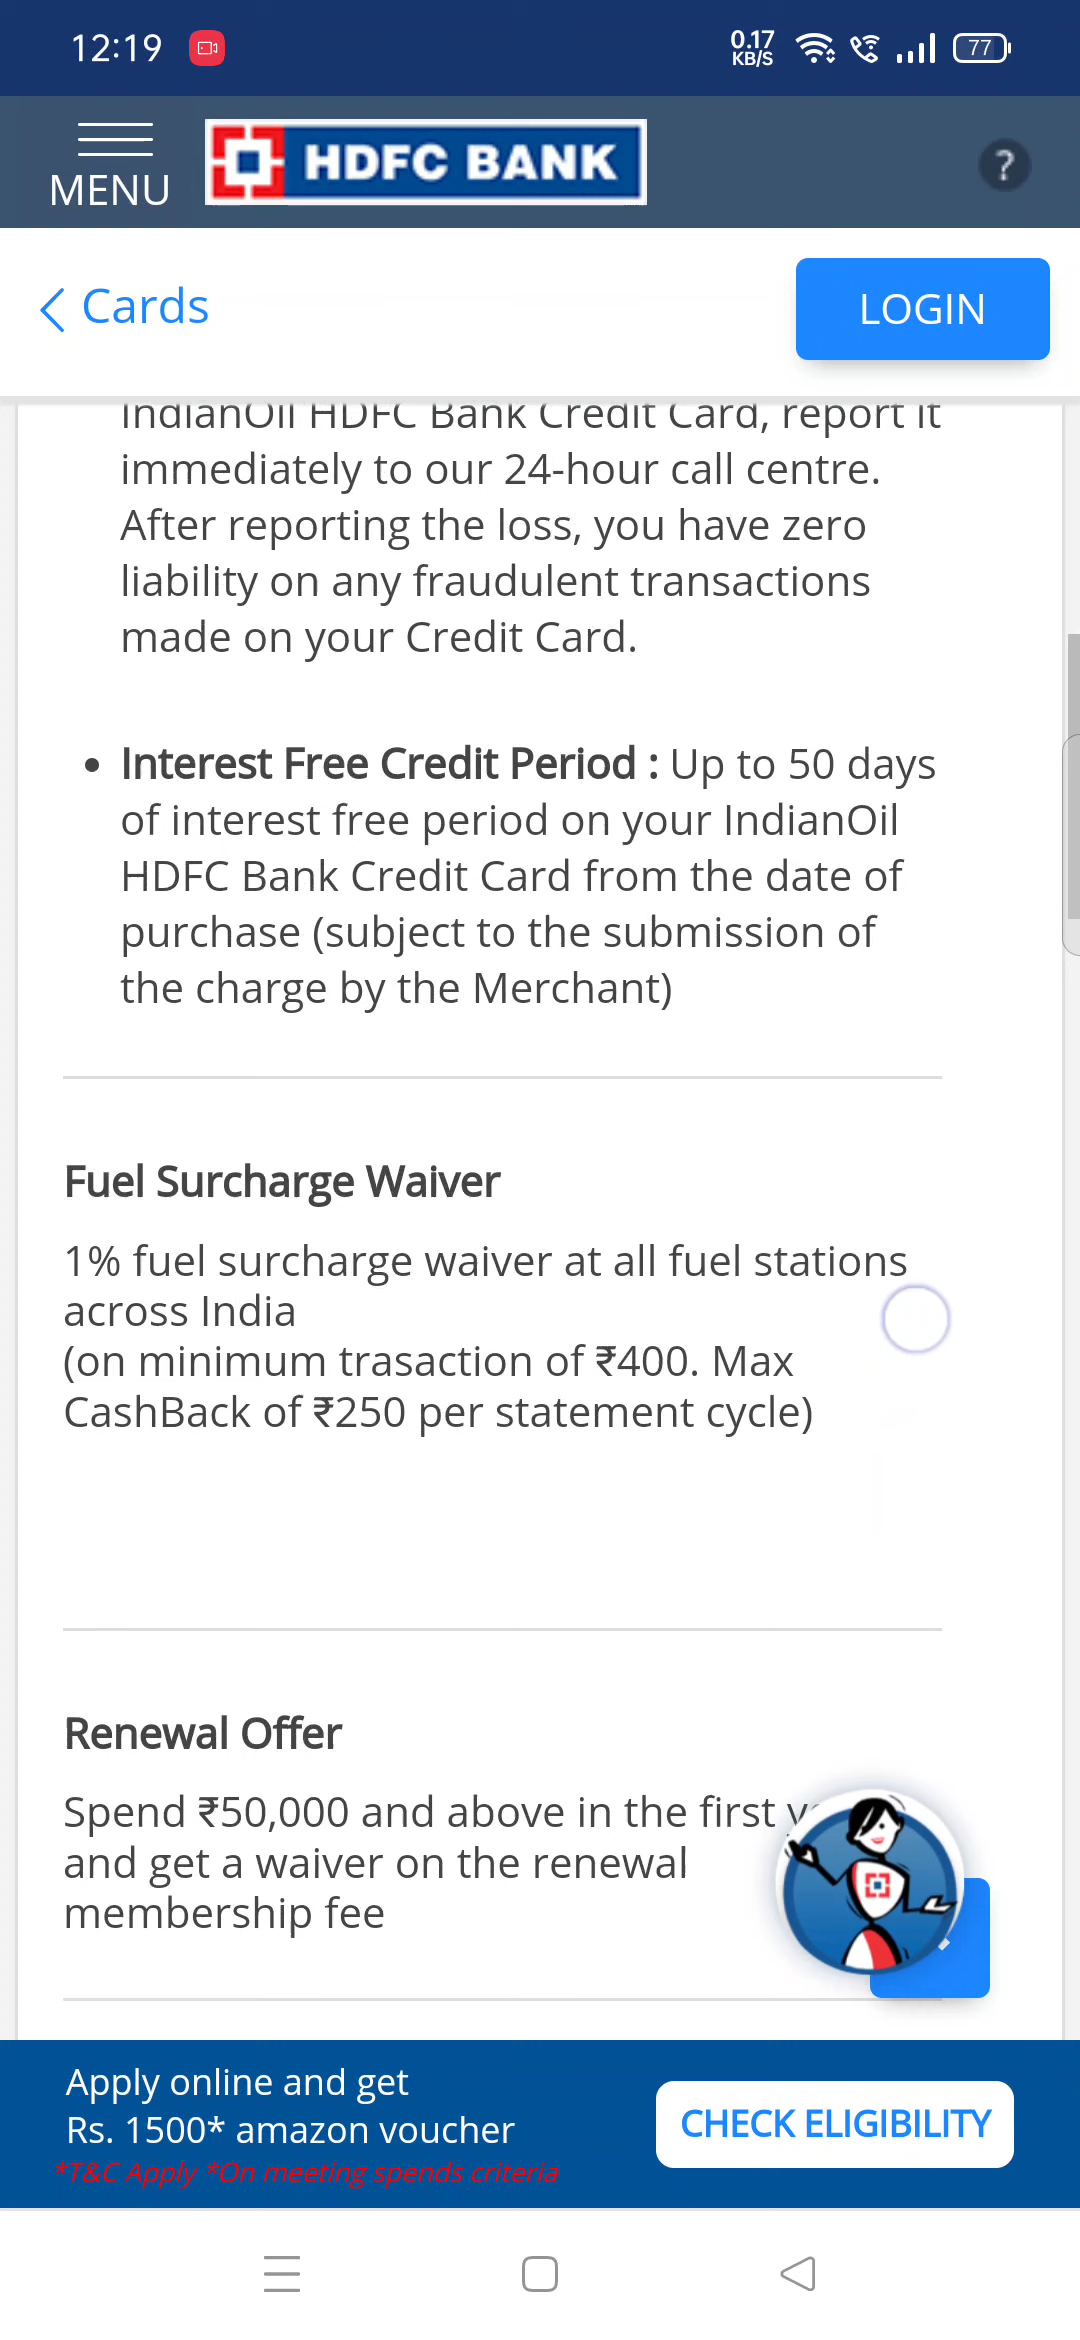 12:19
0.17
KB/S
77
MENU
HDFC BANK
?
Cards
LOGIN
IndianOil HDFC Bank Credit Card, report it
immediately to our 24-hour call centre.
After reporting the loss, you have zero
liability on any fraudulent transactions
made on your Credit Card.
• Interest Free Credit Period : Up to 50 days
of interest free period on your IndianOil
HDFC Bank Credit Card from the date of
purchase (subject to the submission of
the charge by the Merchant)
Fuel Surcharge Waiver
1% fuel surcharge waiver at all fuel stations
across India
(on minimum trasaction of ₹400. Max
CashBack of ₹250 per statement cycle)
Renewal Offer
Spend ₹50,000 and above in the first
and get a waiver on the renewal
membership fee
Apply online and get
Rs. 1500* amazon voucher
*T&C Apply *On meeting spends criteria
CHECK ELIGIBILITY